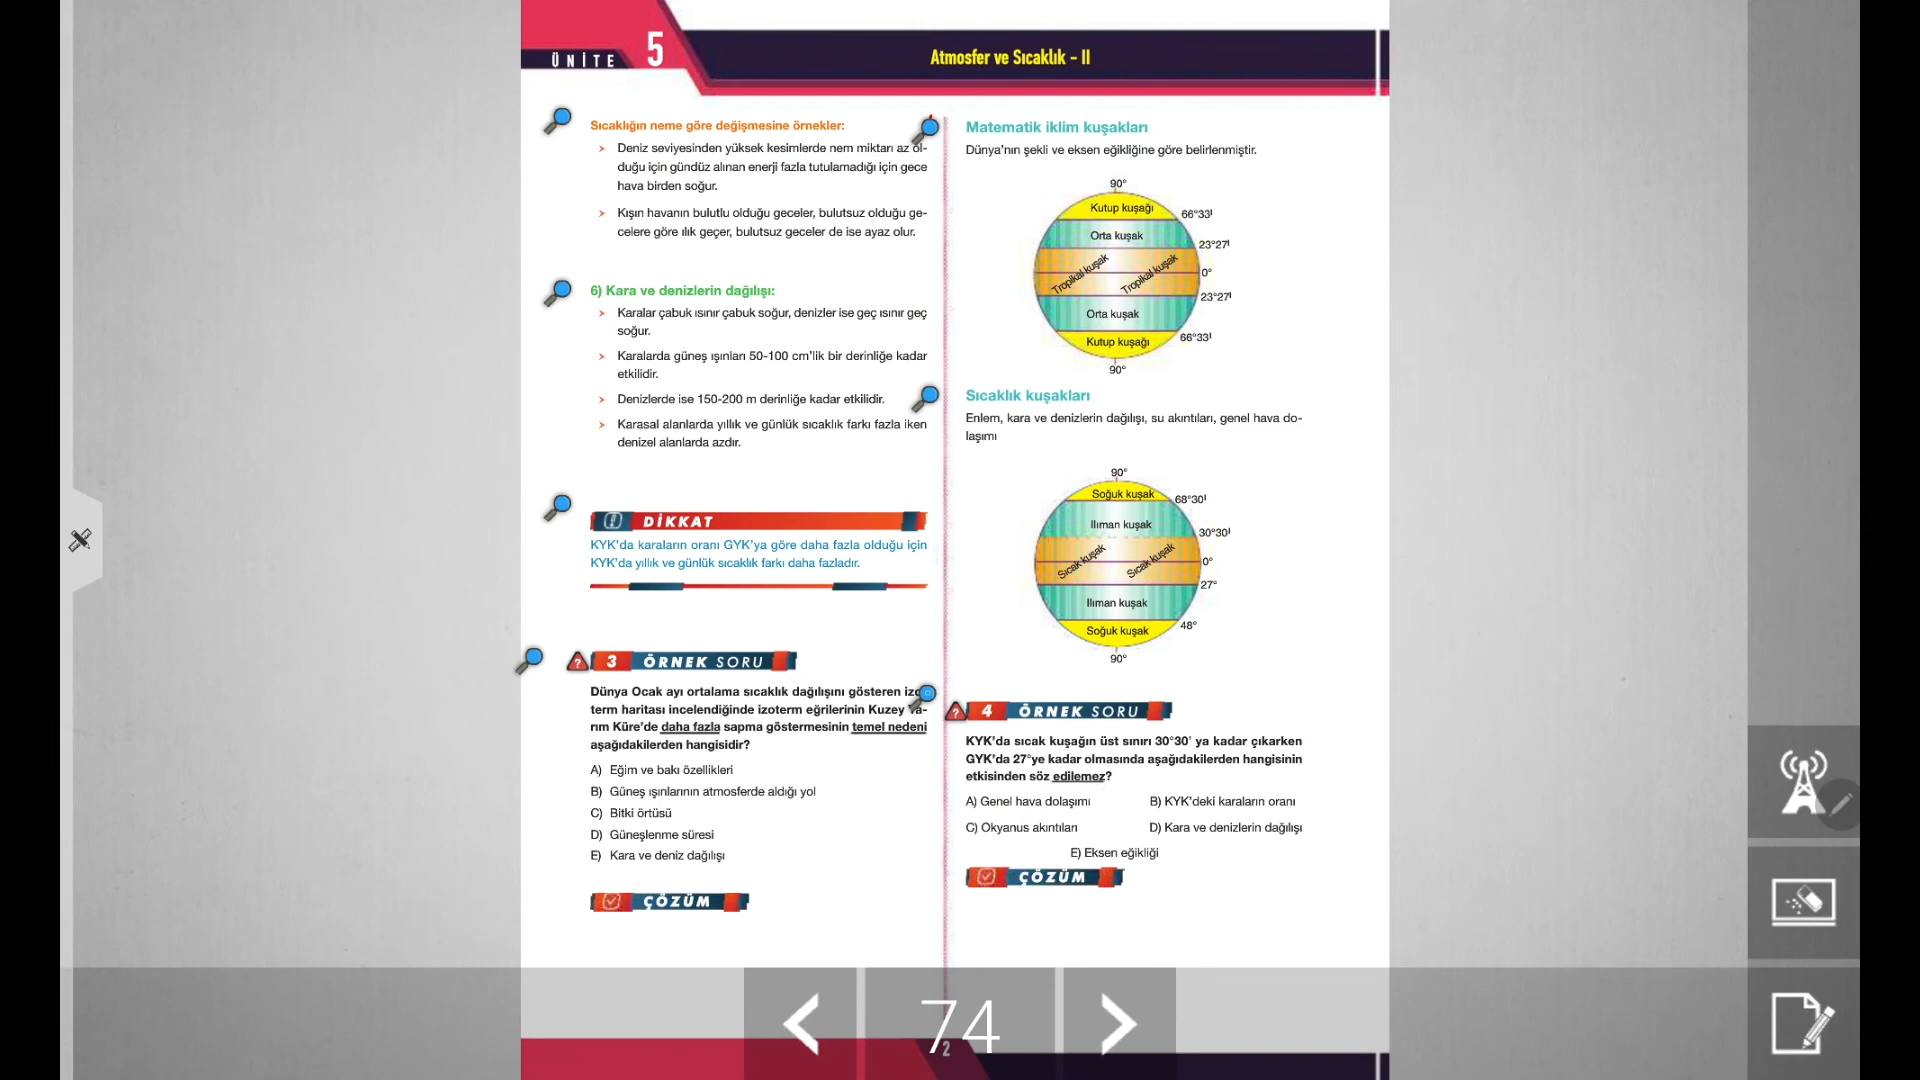 ÜNİTE 5
Atmosfer ve Sıcaklık - II
Sıcaklığın neme göre değişmesine örnekler:
Deniz seviyesinden yüksek kesimlerde nem miktarı az ol-
duğu için gündüz alınan enerji fazla tutulamadığı için gece
hava birden soğur.
Kışın havanın bulutlu olduğu geceler, bulutsuz olduğu ge-
celere göre ılık geçer, bulutsuz geceler de ise ayaz olur.
6) Kara ve denizlerin dağılışı:
Karalar çabuk ısınır çabuk soğur, denizler ise geç ısınır geç
soğur.
Karalarda güneş ışınları 50-100 cm'lik bir derinliğe kadar
etkilidir.
Denizlerde ise 150-200 m derinliğe kadar etkilidir.
Karasal alanlarda yıllık ve günlük sıcaklık farkı fazla iken
denizel alanlarda azdır.
DİKKAT
KYK'da karaların oranı GYK'ya göre daha fazla olduğu için
KYK'da yıllık ve günlük sıcaklık farkı daha fazladır.
3 ÖRNEK SORU
Dünya Ocak ayı ortalama sıcaklık dağılışını gösteren izo-
term haritası incelendiğinde izoterm eğrilerinin Kuzey Ya-
rım Küre'de daha fazla sapma göstermesinin temel nedeni
aşağıdakilerden hangisidir?
A) Eğim ve bakı özellikleri
B) Güneş ışınlarının atmosferde aldığı yol
C) Bitki örtüsü
D) Güneşlenme süresi
E) Kara ve deniz dağılışı
ÇÖZÜM
Matematik iklim kuşakları
Dünya'nın şekli ve eksen eğikliğine göre belirlenmiştir.
90°
Kutup kuşağı
66°33'
Orta kuşak
23°27'
Tropikal kuşak Tropikal kuşak
0°
23°27'
Orta kuşak
66°33'
Kutup kuşağı
90°
Sıcaklık kuşakları
Enlem, kara ve denizlerin dağılışı, su akıntıları, genel hava do-
laşımı
90°
Soğuk kuşak
68°30'
Ilıman kuşak
30°30'
Sıcak kuşak Sıcak kuşak
0°
27°
Ilıman kuşak
48°
Soğuk kuşak
90°
4 ÖRNEK SORU
KYK'da sıcak kuşağın üst sınırı 30°30' ya kadar çıkarken
GYK'da 27°ye kadar olmasında aşağıdakilerden hangisinin
etkisinden söz edilemez?
A) Genel hava dolaşımı B) KYK'deki karaların oranı
C) Okyanus akıntıları D) Kara ve denizlerin dağılışı
E) Eksen eğikliği
ÇÖZÜM
74
2